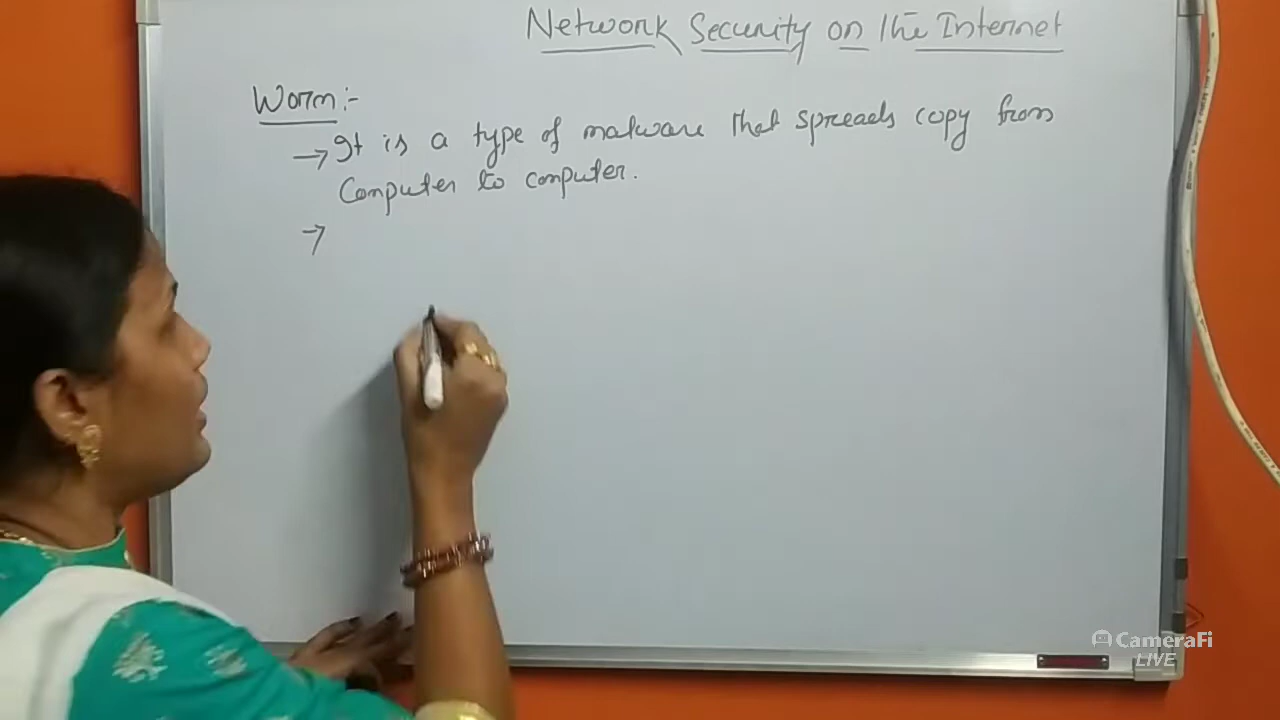 Network Security on the Internet
Worm:-
→ It is a type of malware that spreads copy from
Computer to computer.
→
CameraFi
LIVE